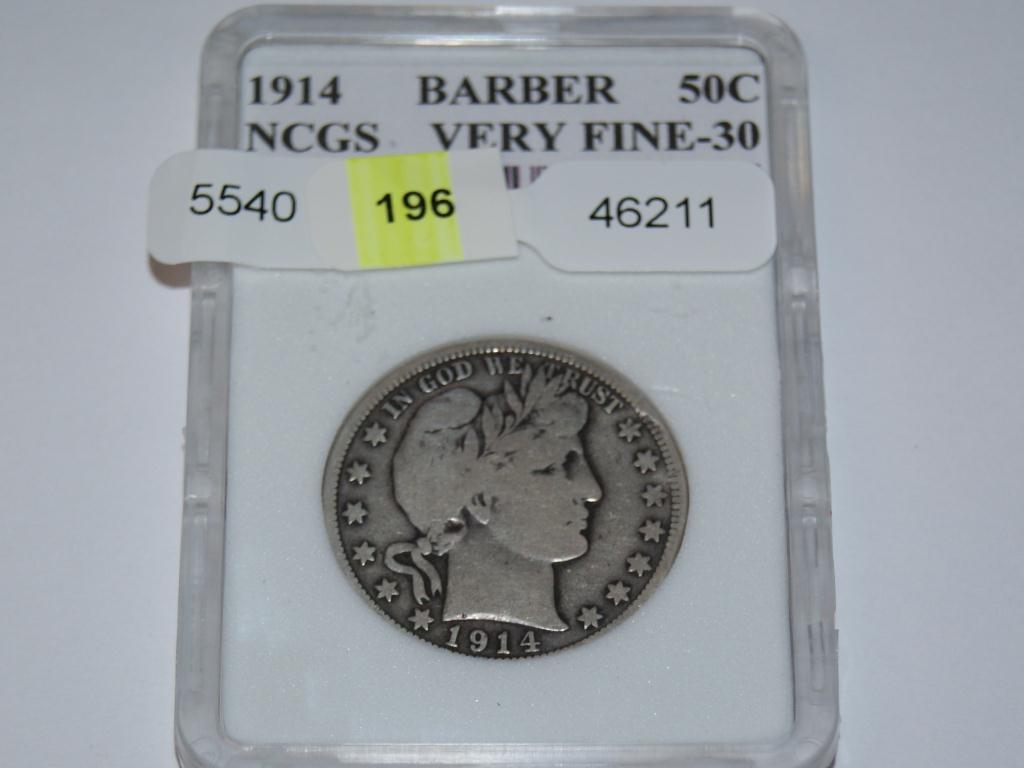 1914 BARBER 50C
NCGS VERY FINE-30
5540 196 46211
IN GOD WE TRUST
1914